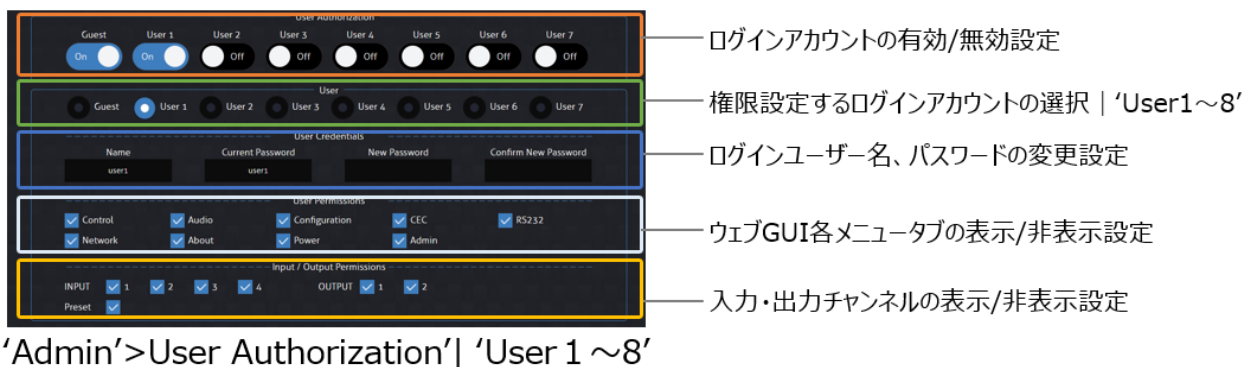 User Authorization
Guest User 1 User 2 User 3 User 4 User 5 User 6 User 7
On On Off Off Off Off Off Off
ログインアカウントの有効/無効設定
User
Guest User 1 User 2 User 3 User 4 User 5 User 6 User 7
権限設定するログインアカウントの選択 | ‘User1～8’
User Credentials
Name Current Password New Password Confirm New Password
user1 user1
ログインユーザー名、パスワードの変更設定
User Permissions
Control Audio Configuration CEC RS232
Network About Power Admin
ウェブGUI各メニュータブの表示/非表示設定
Input / Output Permissions
INPUT 1 2 3 4 OUTPUT 1 2
Preset
入力・出力チャンネルの表示/非表示設定
‘Admin’>User Authorization’| ‘User１～8’